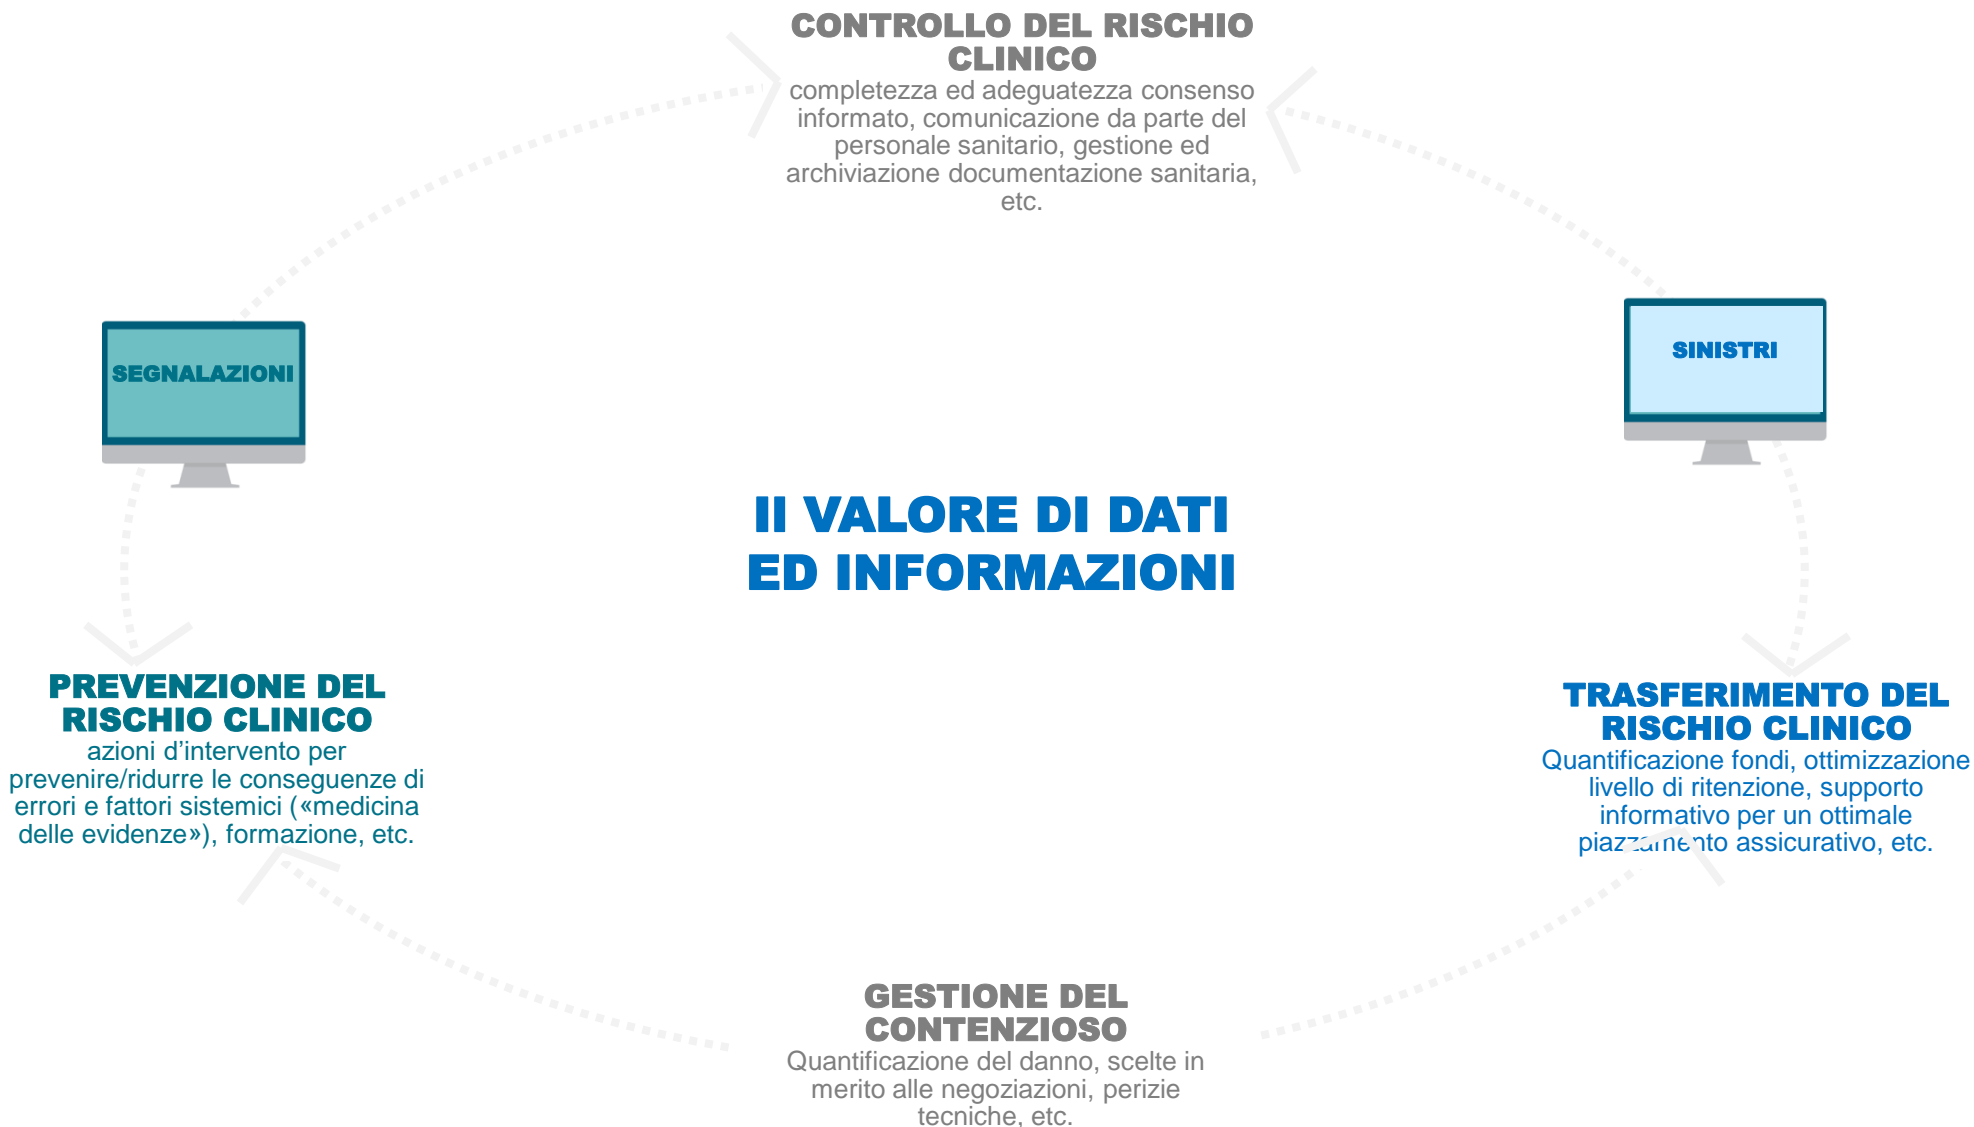 CONTROLLO DEL RISCHIO
CLINICO
completezza ed adeguatezza consenso
informato, comunicazione da parte del
personale sanitario, gestione ed
archiviazione documentazione sanitaria,
etc.
SEGNALAZIONI
SINISTRI
Il VALORE DI DATI
ED INFORMAZIONI
PREVENZIONE DEL
RISCHIO CLINICO
azioni d’intervento per
prevenire/ridurre le conseguenze di
errori e fattori sistemici («medicina
delle evidenze»), formazione, etc.
TRASFERIMENTO DEL
RISCHIO CLINICO
Quantificazione fondi, ottimizzazione
livello di ritenzione, supporto
informativo per un ottimale
piazzamento assicurativo, etc.
GESTIONE DEL
CONTENZIOSO
Quantificazione del danno, scelte in
merito alle negoziazioni, perizie
tecniche, etc.